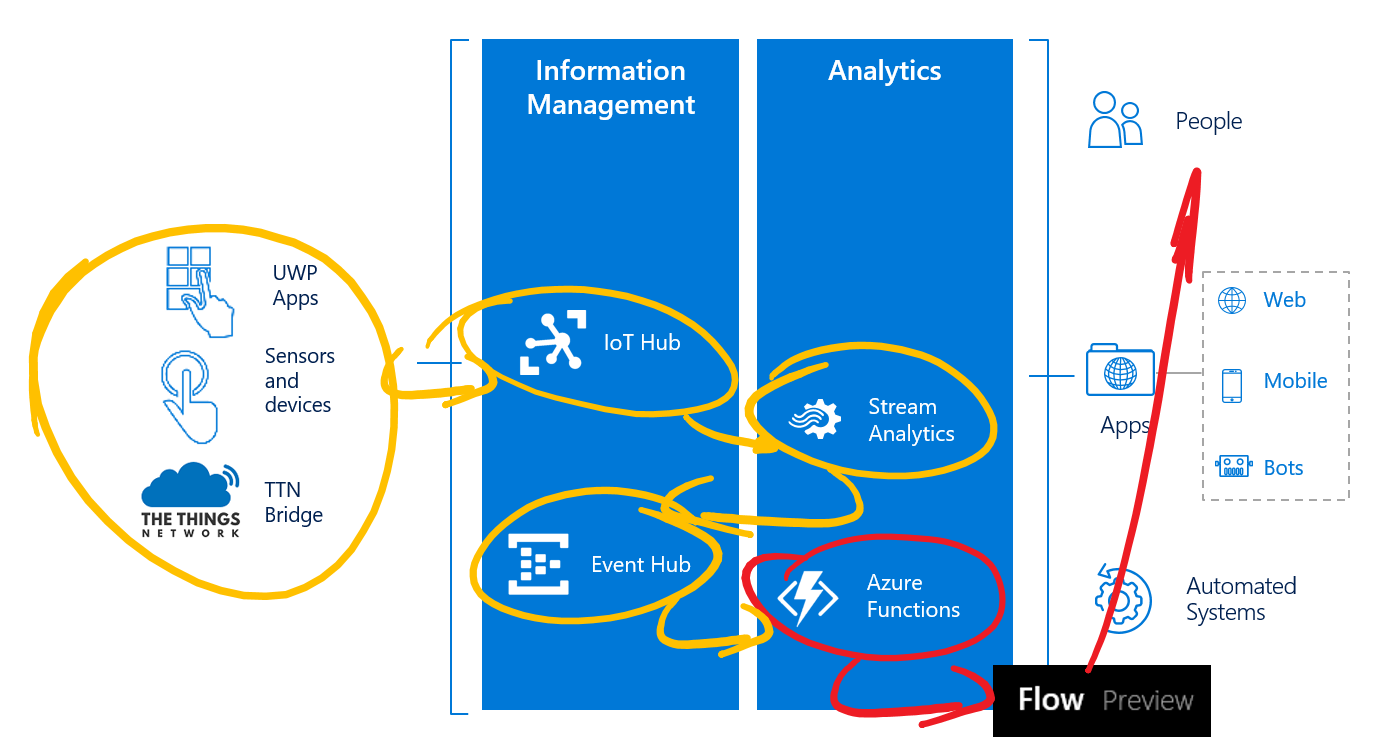 Information
Management
Analytics
People
UWP
Apps
Sensors
and
devices
THE THINGS
NETWORK
TTN
Bridge
IoT Hub
Event Hub
Stream
Analytics
Azure
Functions
Apps
Web
Mobile
Bots
Automated
Systems
Flow Preview